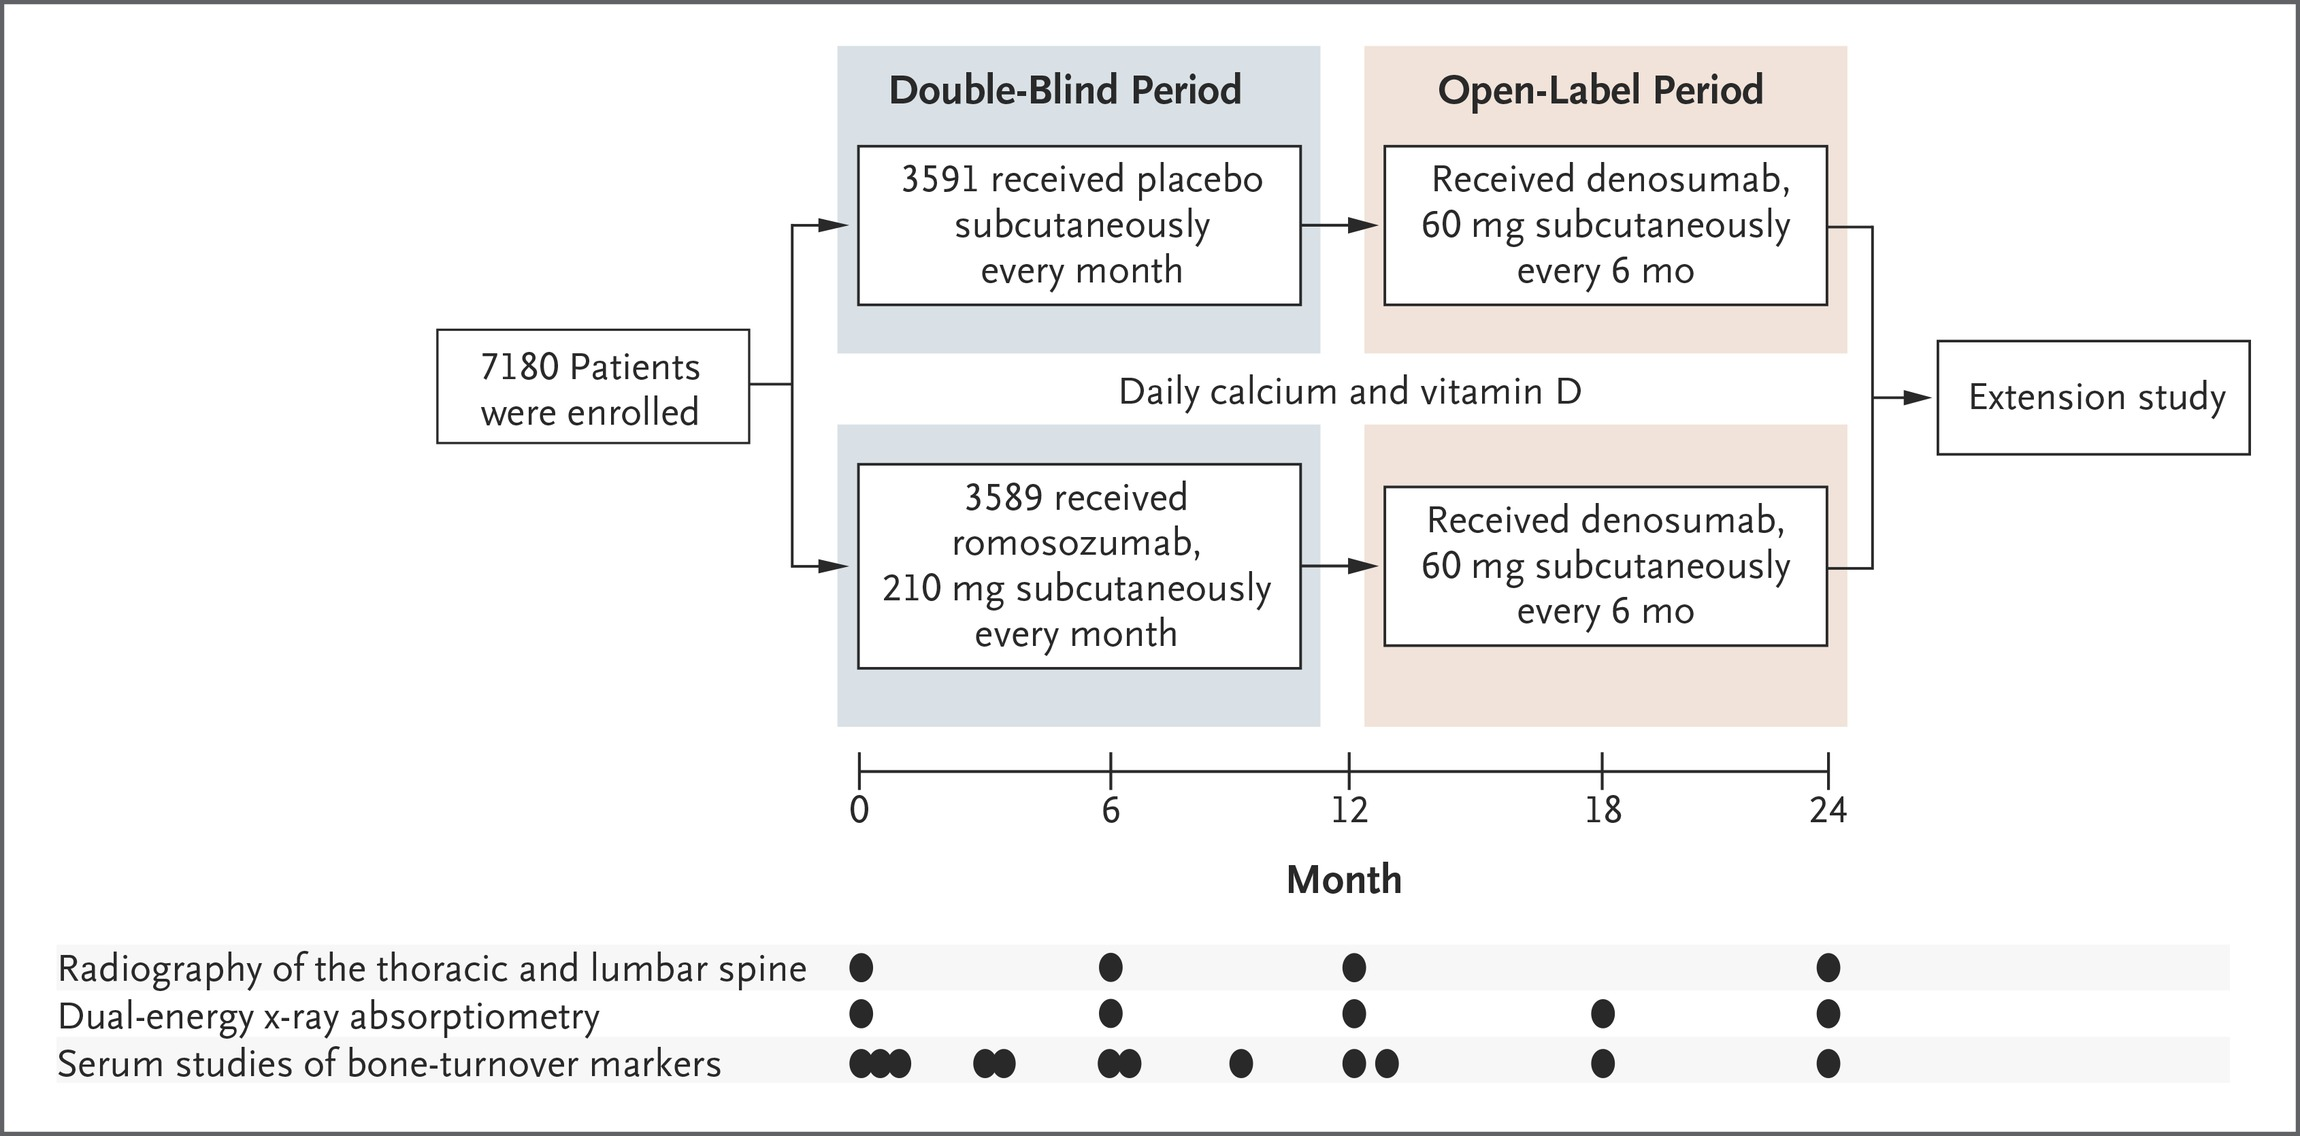 Double-Blind Period
Open-Label Period
3591 received placebo
subcutaneously
every month
Received denosumab,
60 mg subcutaneously
every 6 mo
7180 Patients
were enrolled
Daily calcium and vitamin D
Extension study
3589 received
romosozumab,
210 mg subcutaneously
every month
Received denosumab,
60 mg subcutaneously
every 6 mo
0 6 12 18 24
Month
Radiography of the thoracic and lumbar spine
Dual-energy x-ray absorptiometry
Serum studies of bone-turnover markers